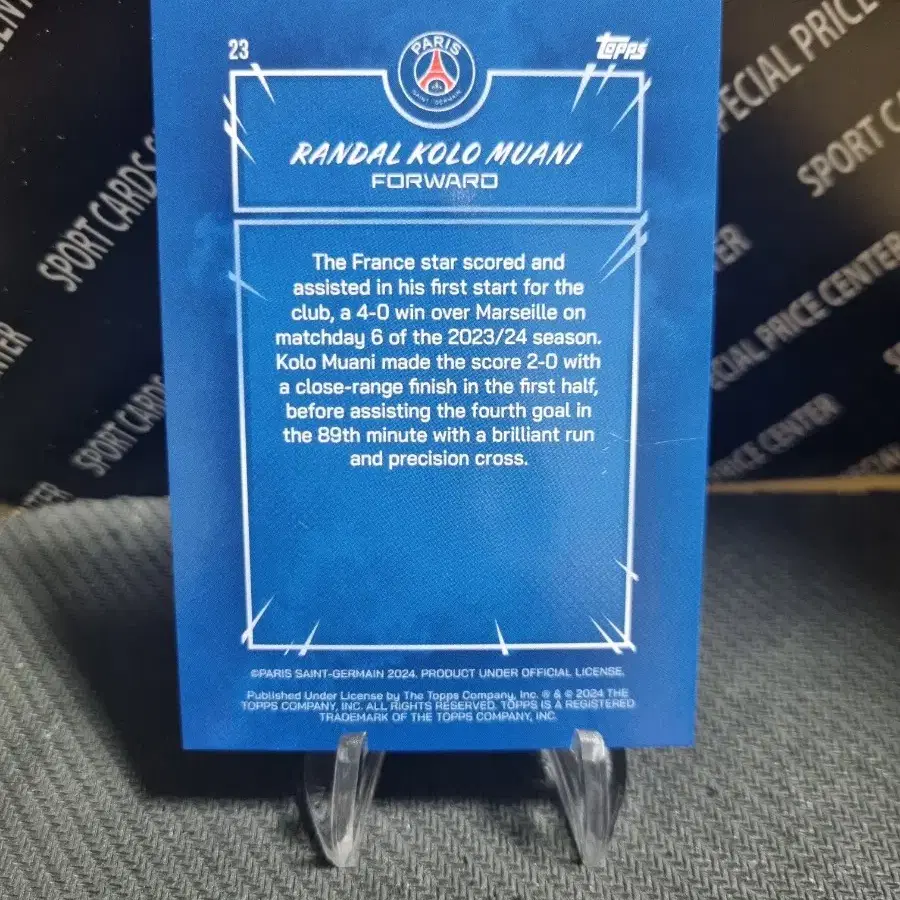 23
PARIS
SAINT-GERMAIN
TOPPS
RANDAL KOLO MUANI
FORWARD
The France star scored and
assisted in his first start for the
club, a 4-0 win over Marseille on
matchday 6 of the 2023/24 season.
Kolo Muani made the score 2-0 with
a close-range finish in the first half,
before assisting the fourth goal in
the 89th minute with a brilliant run
and precision cross.
©PARIS SAINT-GERMAIN 2024. PRODUCT UNDER OFFICIAL LICENSE.
Published Under License by The Topps Company, Inc. ® & © 2024 THE
TOPPS COMPANY, INC. ALL RIGHTS RESERVED. TOPPS IS A REGISTERED
TRADEMARK OF THE TOPPS COMPANY, INC.
SPORT CARDS
SPORT CARDS
SPECIAL PRICE
SPORT C
PRICE CENTER
PRICE CENTER
CENTER